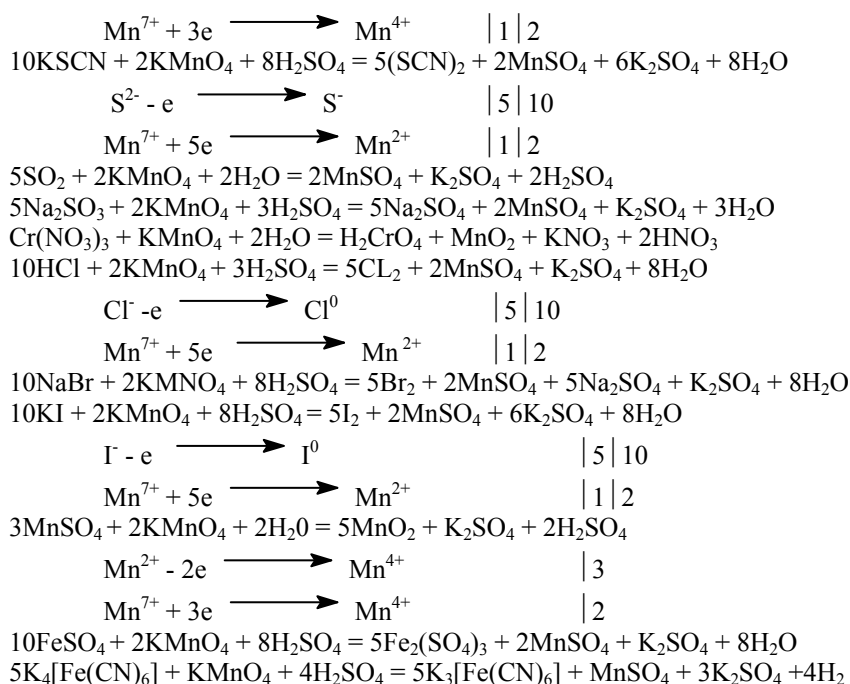 Mn⁷⁺ + 3e ⟶ Mn⁴⁺ |1|2
10KSCN + 2KMnO₄ + 8H₂SO₄ = 5(SCN)₂ + 2MnSO₄ + 6K₂SO₄ + 8H₂O
S²⁻ - e ⟶ S⁻ |5|10
Mn⁷⁺ + 5e ⟶ Mn²⁺ |1|2
5SO₂ + 2KMnO₄ + 2H₂O = 2MnSO₄ + K₂SO₄ + 2H₂SO₄
5Na₂SO₃ + 2KMnO₄ + 3H₂SO₄ = 5Na₂SO₄ + 2MnSO₄ + K₂SO₄ + 3H₂O
Cr(NO₃)₃ + KMnO₄ + 2H₂O = H₂CrO₄ + MnO₂ + KNO₃ + 2HNO₃
10HCl + 2KMnO₄ + 3H₂SO₄ = 5CL₂ + 2MnSO₄ + K₂SO₄ + 8H₂O
Cl⁻ -e ⟶ Cl⁰ |5|10
Mn⁷⁺ + 5e ⟶ Mn²⁺ |1|2
10NaBr + 2KMNO₄ + 8H₂SO₄ = 5Br₂ + 2MnSO₄ + 5Na₂SO₄ + K₂SO₄ + 8H₂O
10KI + 2KMnO₄ + 8H₂SO₄ = 5I₂ + 2MnSO₄ + 6K₂SO₄ + 8H₂O
I⁻ - e ⟶ I⁰ |5|10
Mn⁷⁺ + 5e ⟶ Mn²⁺ |1|2
3MnSO₄ + 2KMnO₄ + 2H₂0 = 5MnO₂ + K₂SO₄ + 2H₂SO₄
Mn²⁺ - 2e ⟶ Mn⁴⁺ |3
Mn⁷⁺ + 3e ⟶ Mn⁴⁺ |2
10FeSO₄ + 2KMnO₄ + 8H₂SO₄ = 5Fe₂(SO₄)₃ + 2MnSO₄ + K₂SO₄ + 8H₂O
5K₄[Fe(CN)₆] + KMnO₄ + 4H₂SO₄ = 5K₃[Fe(CN)₆] + MnSO₄ + 3K₂SO₄ +4H₂